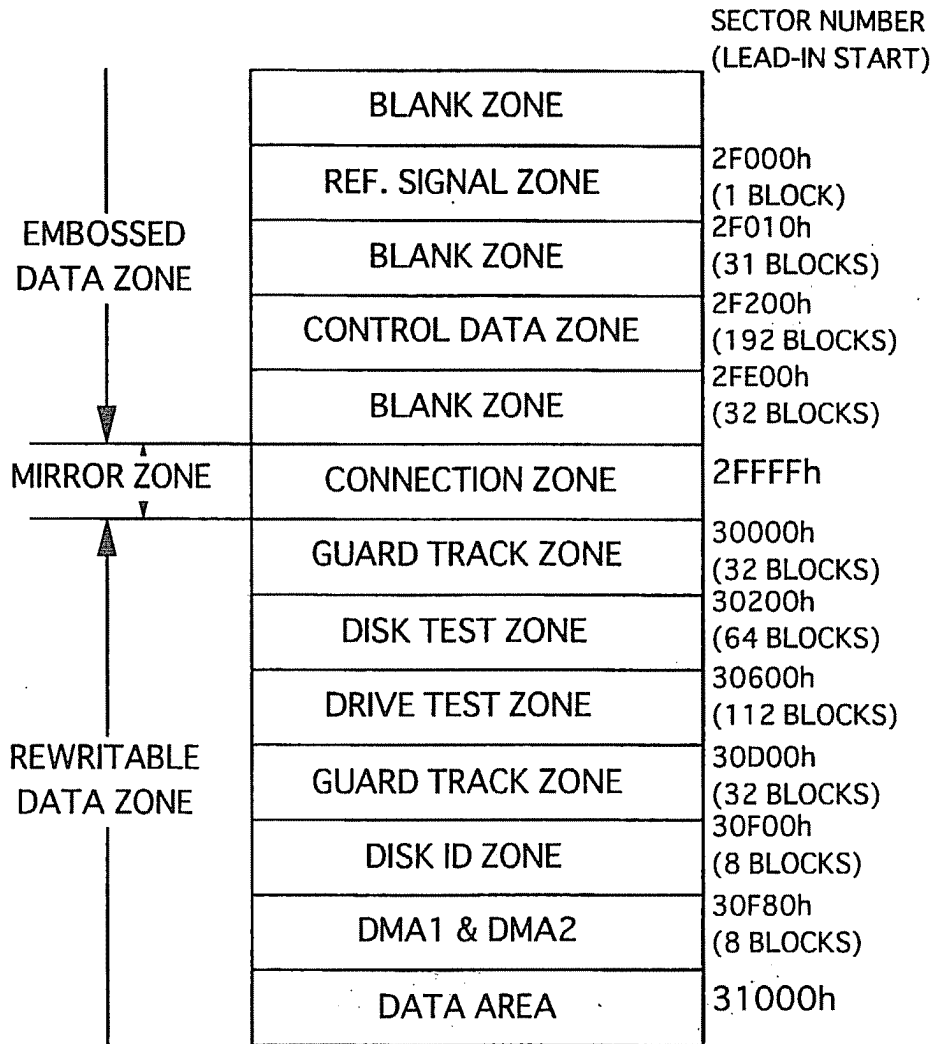 SECTOR NUMBER
(LEAD-IN START)
BLANK ZONE
REF. SIGNAL ZONE
2F000h
(1 BLOCK)
EMBOSSED
DATA ZONE
BLANK ZONE
2F010h
(31 BLOCKS)
CONTROL DATA ZONE
2F200h
(192 BLOCKS)
BLANK ZONE
2FE00h
(32 BLOCKS)
MIRROR ZONE
CONNECTION ZONE
2FFFFh
GUARD TRACK ZONE
30000h
(32 BLOCKS)
DISK TEST ZONE
30200h
(64 BLOCKS)
DRIVE TEST ZONE
30600h
(112 BLOCKS)
REWRITABLE
DATA ZONE
GUARD TRACK ZONE
30D00h
(32 BLOCKS)
DISK ID ZONE
30F00h
(8 BLOCKS)
DMA1 & DMA2
30F80h
(8 BLOCKS)
DATA AREA
31000h